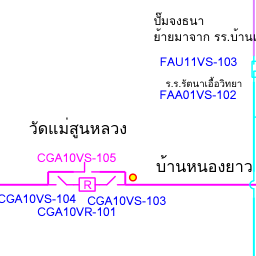 ปั๊มจงธนา
ย้ายมาจาก รร.บ้าน
FAU11VS-103
ร.ร.รัตนาเอื้อวิทยา
FAA01VS-102
วัดแม่สูนหลวง
CGA10VS-105
บ้านหนองยาว
R
CGA10VS-104
CGA10VS-103
CGA10VR-101